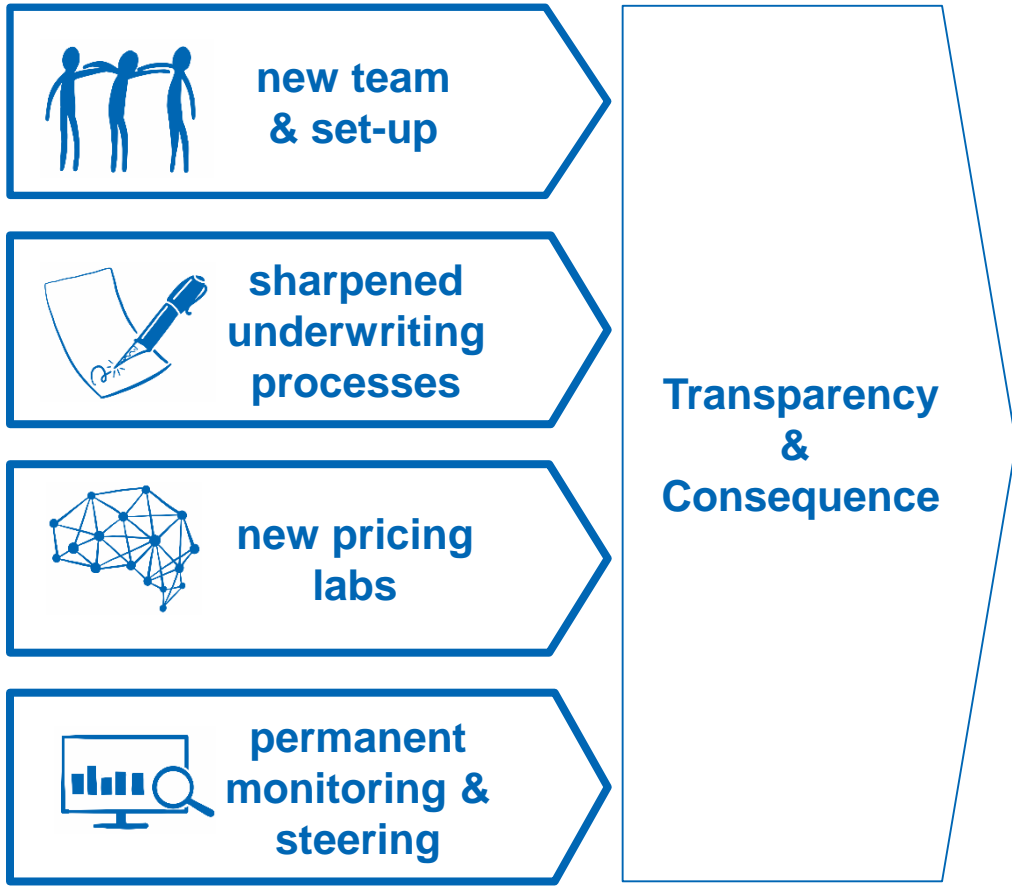 new team
& set-up
sharpened
underwriting
processes
new pricing
labs
permanent
monitoring &
steering
Transparency
&
Consequence